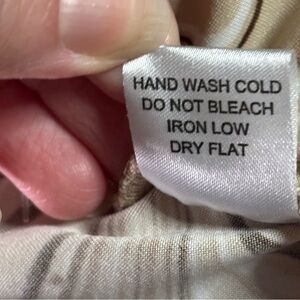 HAND WASH COLD
DO NOT BLEACH
IRON LOW
DRY FLAT